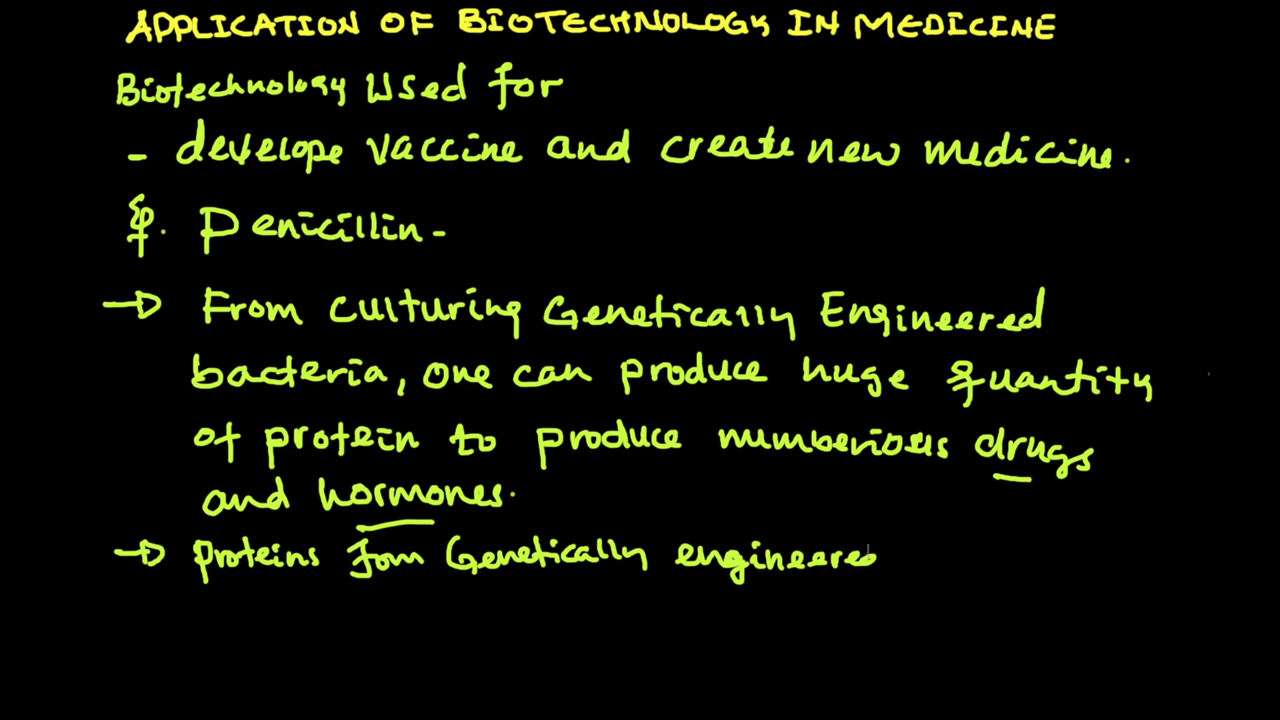 APPLICATION OF BIOTECHNOLOGY IN MEDICINE
Biotechnology Used for
- develope vaccine and create new medicine.
Penicillin -
→ From culturing Genetically Engineered
bacteria, one can produce huge quantity
of protein to produce numberious drugs
and hormones.
→ Proteins from Genetically engineered